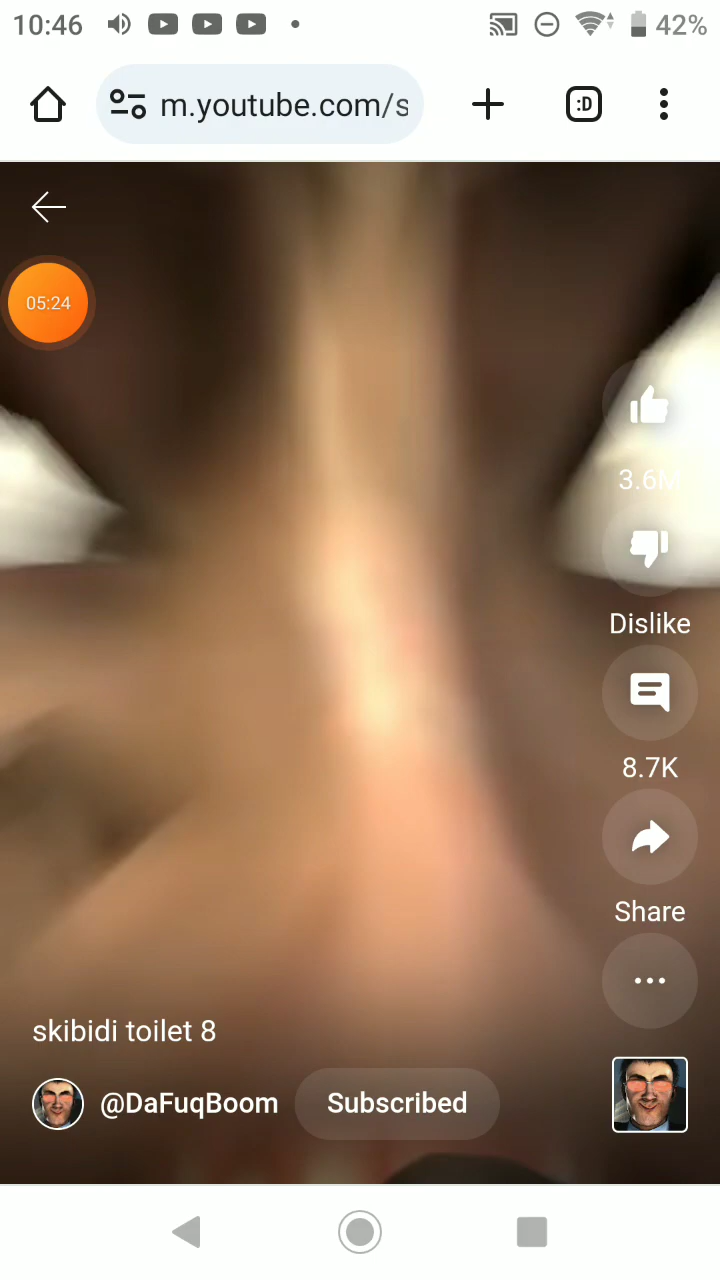 10:46
42%
m.youtube.com/s
:D
05:24
3.6M
Dislike
8.7K
Share
skibidi toilet 8
@DaFuqBoom
Subscribed